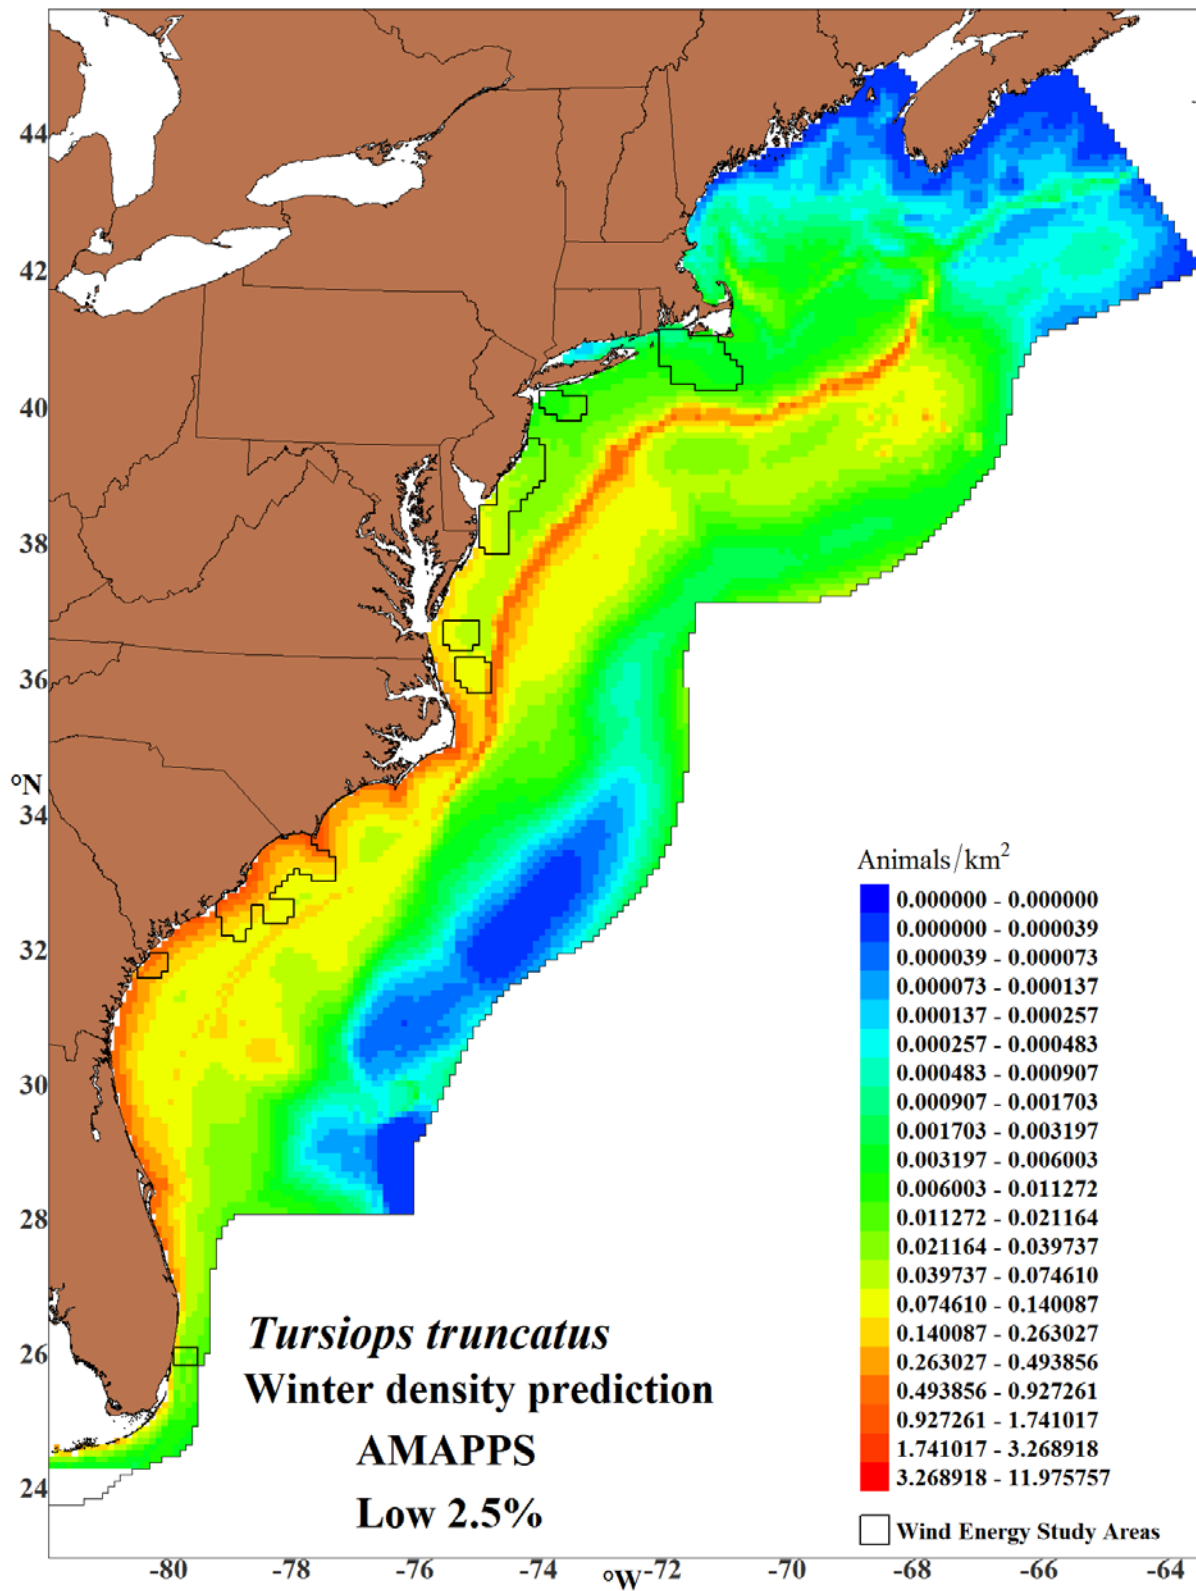 44
42
40
38
36
°N
34
32
30
28
26
24
-80
-78
-76
-74
°W
-72
-70
-68
-66
-64
Tursiops truncatus
Winter density prediction
AMAPPS
Low 2.5%
Animals/km²
0.000000 - 0.000000
0.000000 - 0.000039
0.000039 - 0.000073
0.000073 - 0.000137
0.000137 - 0.000257
0.000257 - 0.000483
0.000483 - 0.000907
0.000907 - 0.001703
0.001703 - 0.003197
0.003197 - 0.006003
0.006003 - 0.011272
0.011272 - 0.021164
0.021164 - 0.039737
0.039737 - 0.074610
0.074610 - 0.140087
0.140087 - 0.263027
0.263027 - 0.493856
0.493856 - 0.927261
0.927261 - 1.741017
1.741017 - 3.268918
3.268918 - 11.975757
Wind Energy Study Areas